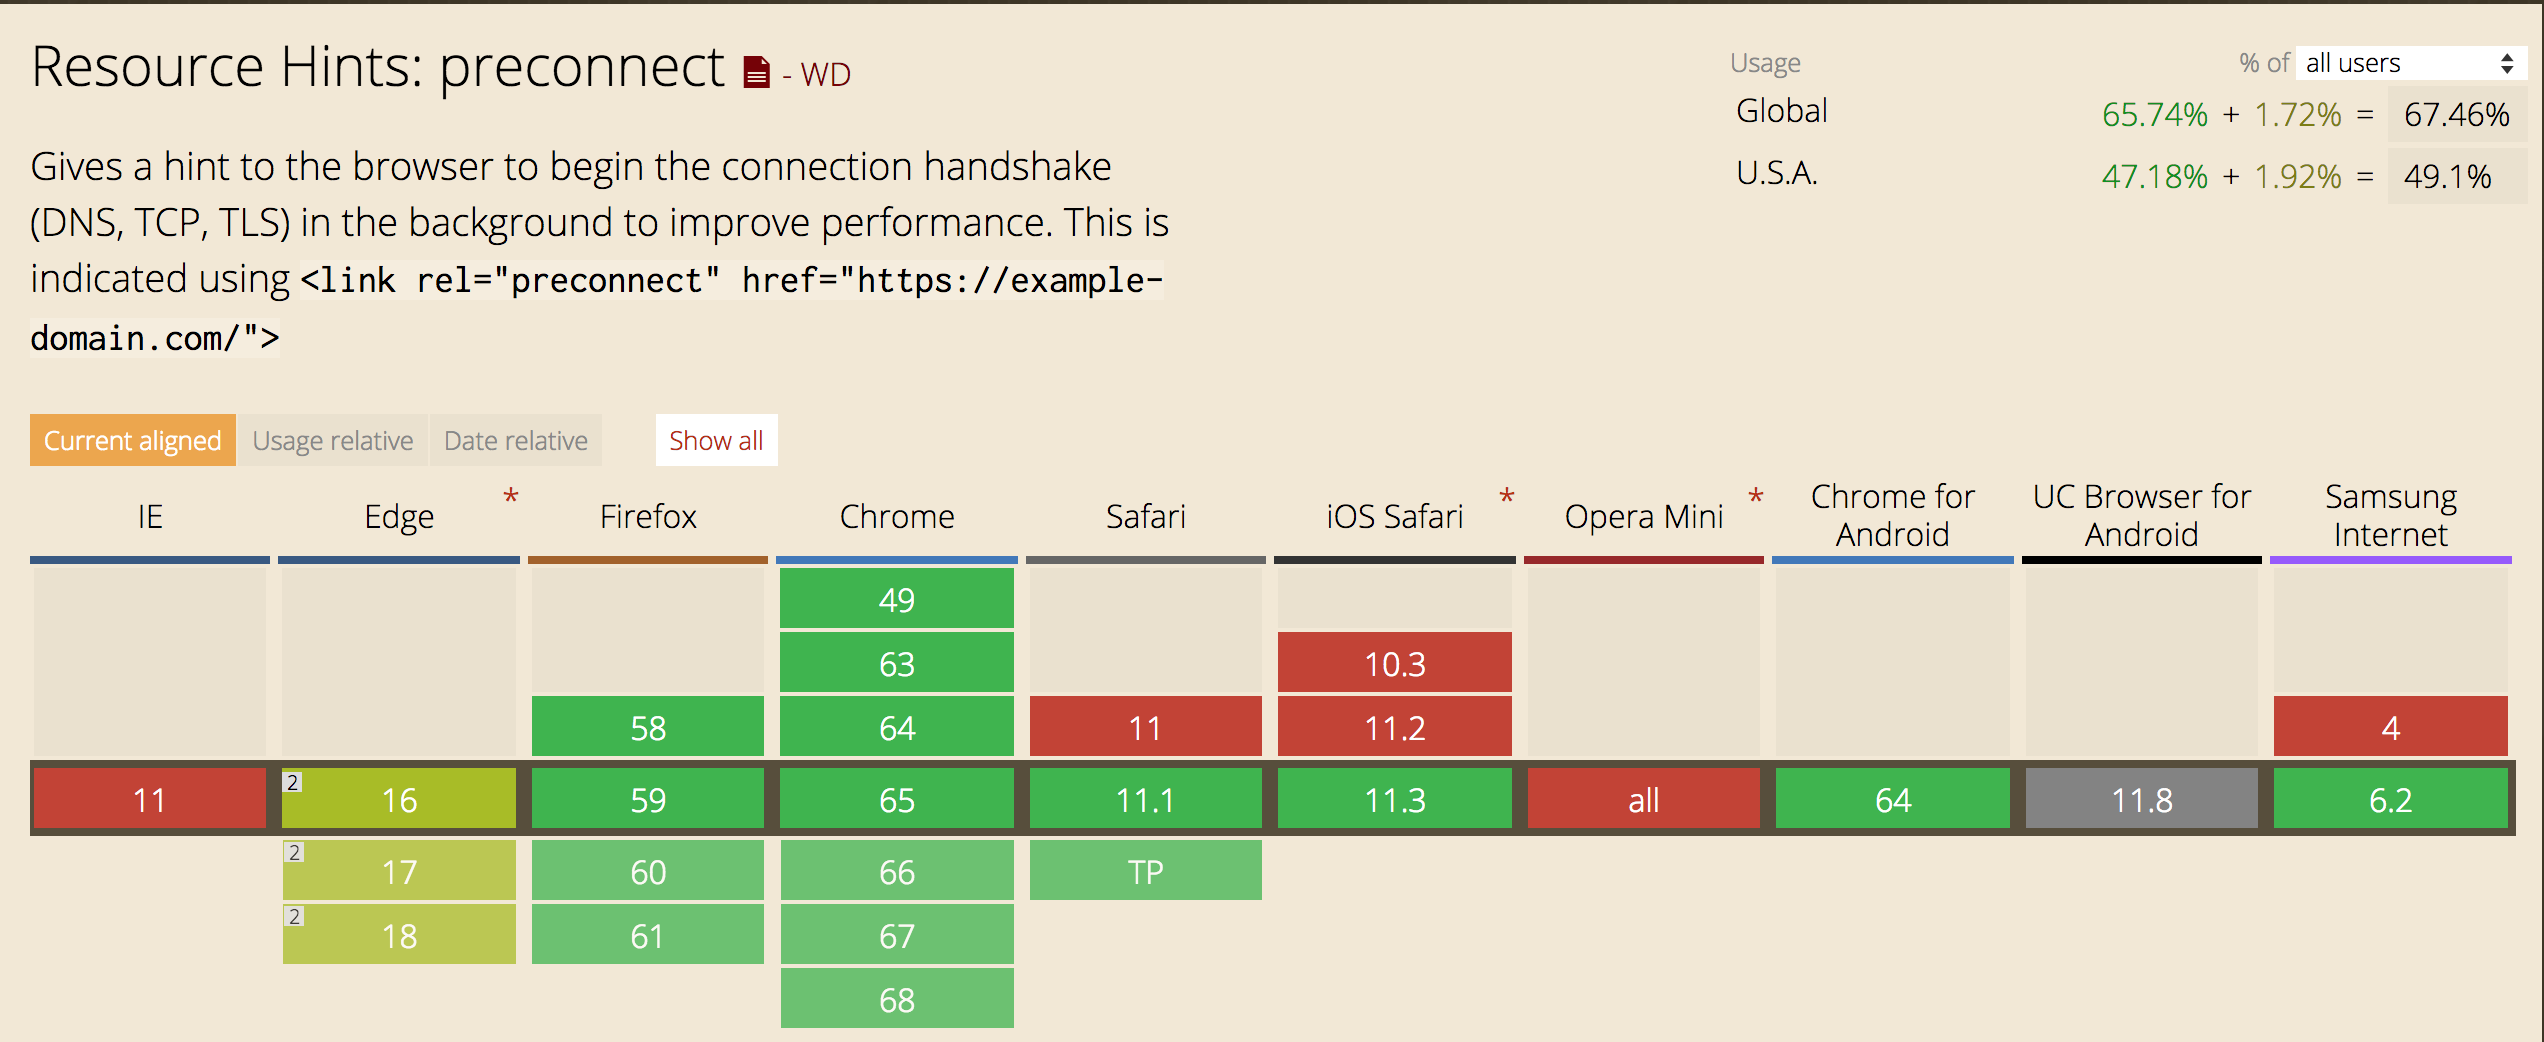 Resource Hints: preconnect - WD
Usage % of all users
Global 65.74% + 1.72% = 67.46%
U.S.A. 47.18% + 1.92% = 49.1%
Gives a hint to the browser to begin the connection handshake
(DNS, TCP, TLS) in the background to improve performance. This is
indicated using <link rel="preconnect" href="https://example-
domain.com/">
Current aligned Usage relative Date relative Show all
IE Edge * Firefox Chrome Safari iOS Safari * Opera Mini * Chrome for Android UC Browser for Android Samsung Internet
49
63 10.3
58 64 11 11.2 4
11 2 16 59 65 11.1 11.3 all 64 11.8 6.2
2 17 60 66 TP
2 18 61 67
68